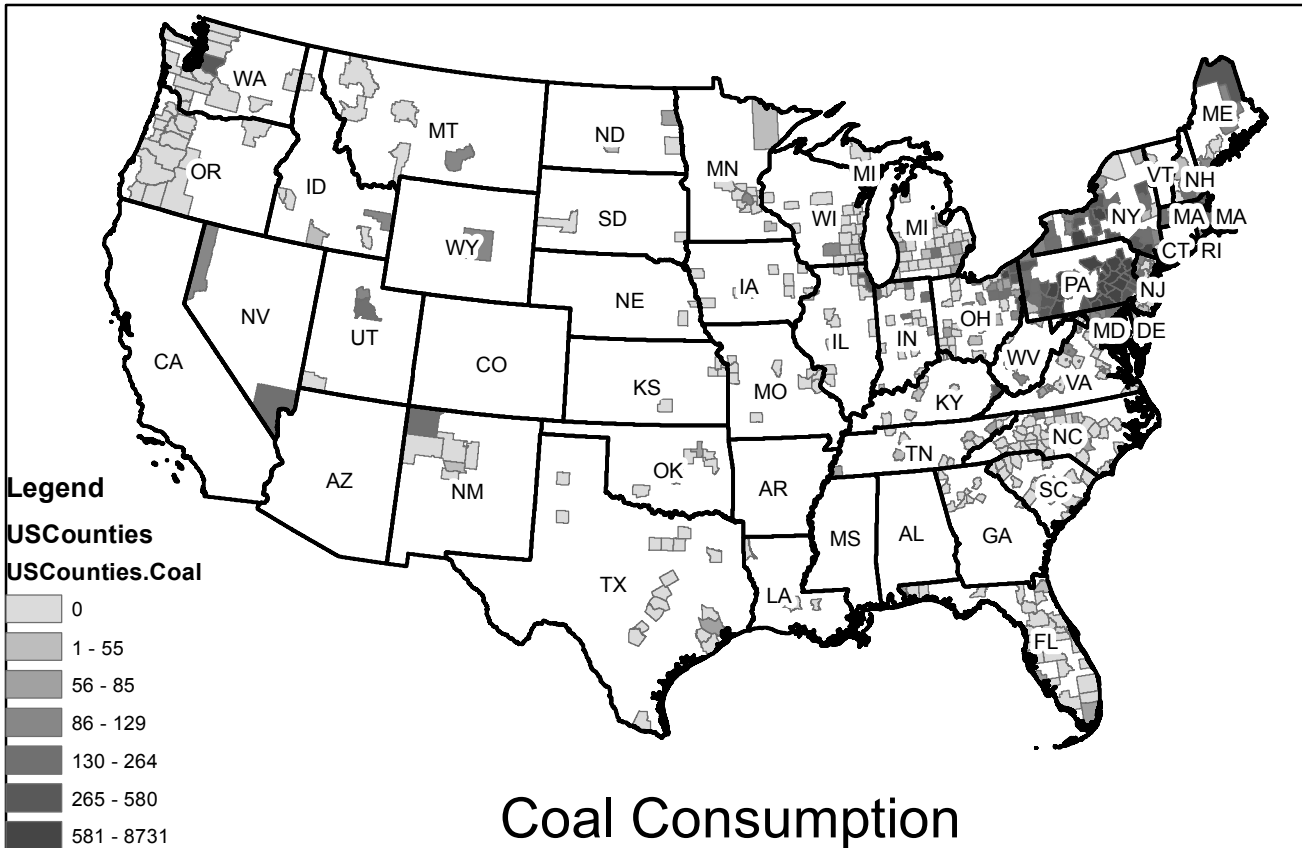 WA
MT
ND
MN
ME
VT
NH
OR
ID
SD
WI
MI
MI
NY
MA
MA
WY
CT
RI
NE
IA
PA
NJ
NV
UT
IL
IN
OH
MD
DE
CA
CO
WV
VA
KS
MO
KY
NC
TN
AZ
NM
OK
AR
SC
MS
AL
GA
TX
LA
FL
Legend
USCounties
USCounties.Coal
0
1 - 55
56 - 85
86 - 129
130 - 264
265 - 580
581 - 8731
Coal Consumption